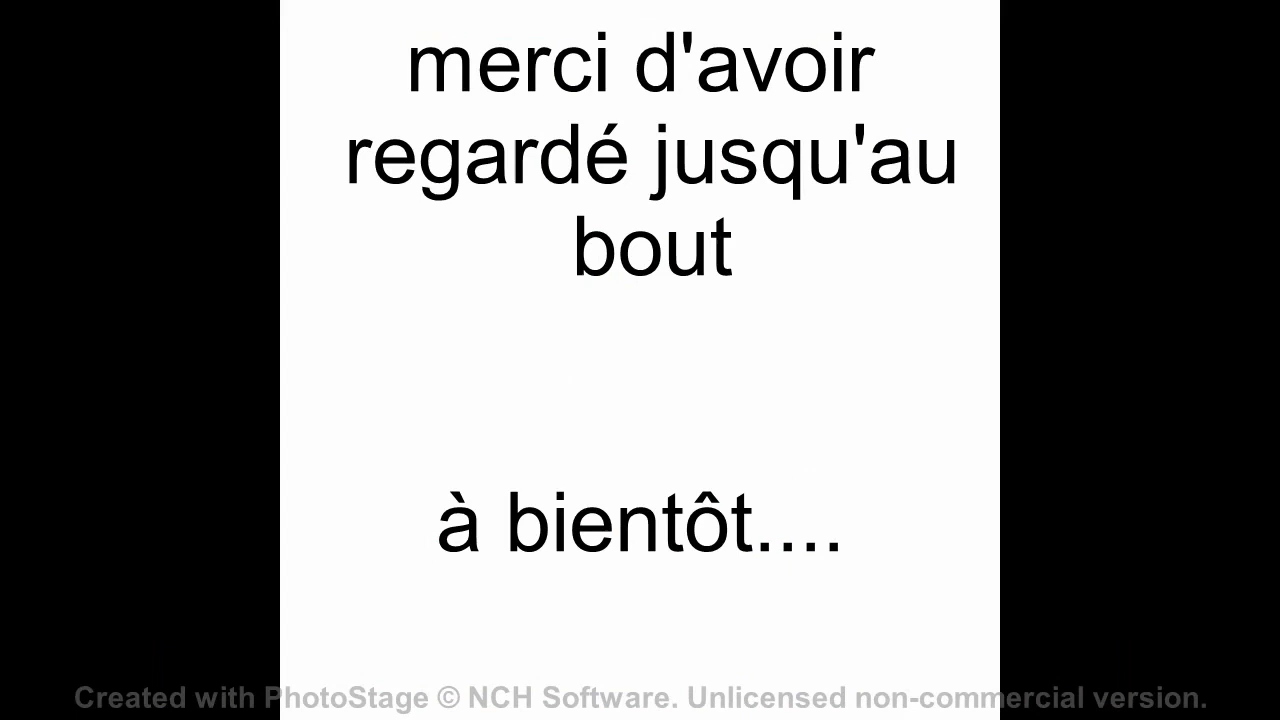 merci d'avoir
regardé jusqu'au
bout
à bientôt....
Created with PhotoStage © NCH Software. Unlicensed non-commercial version.